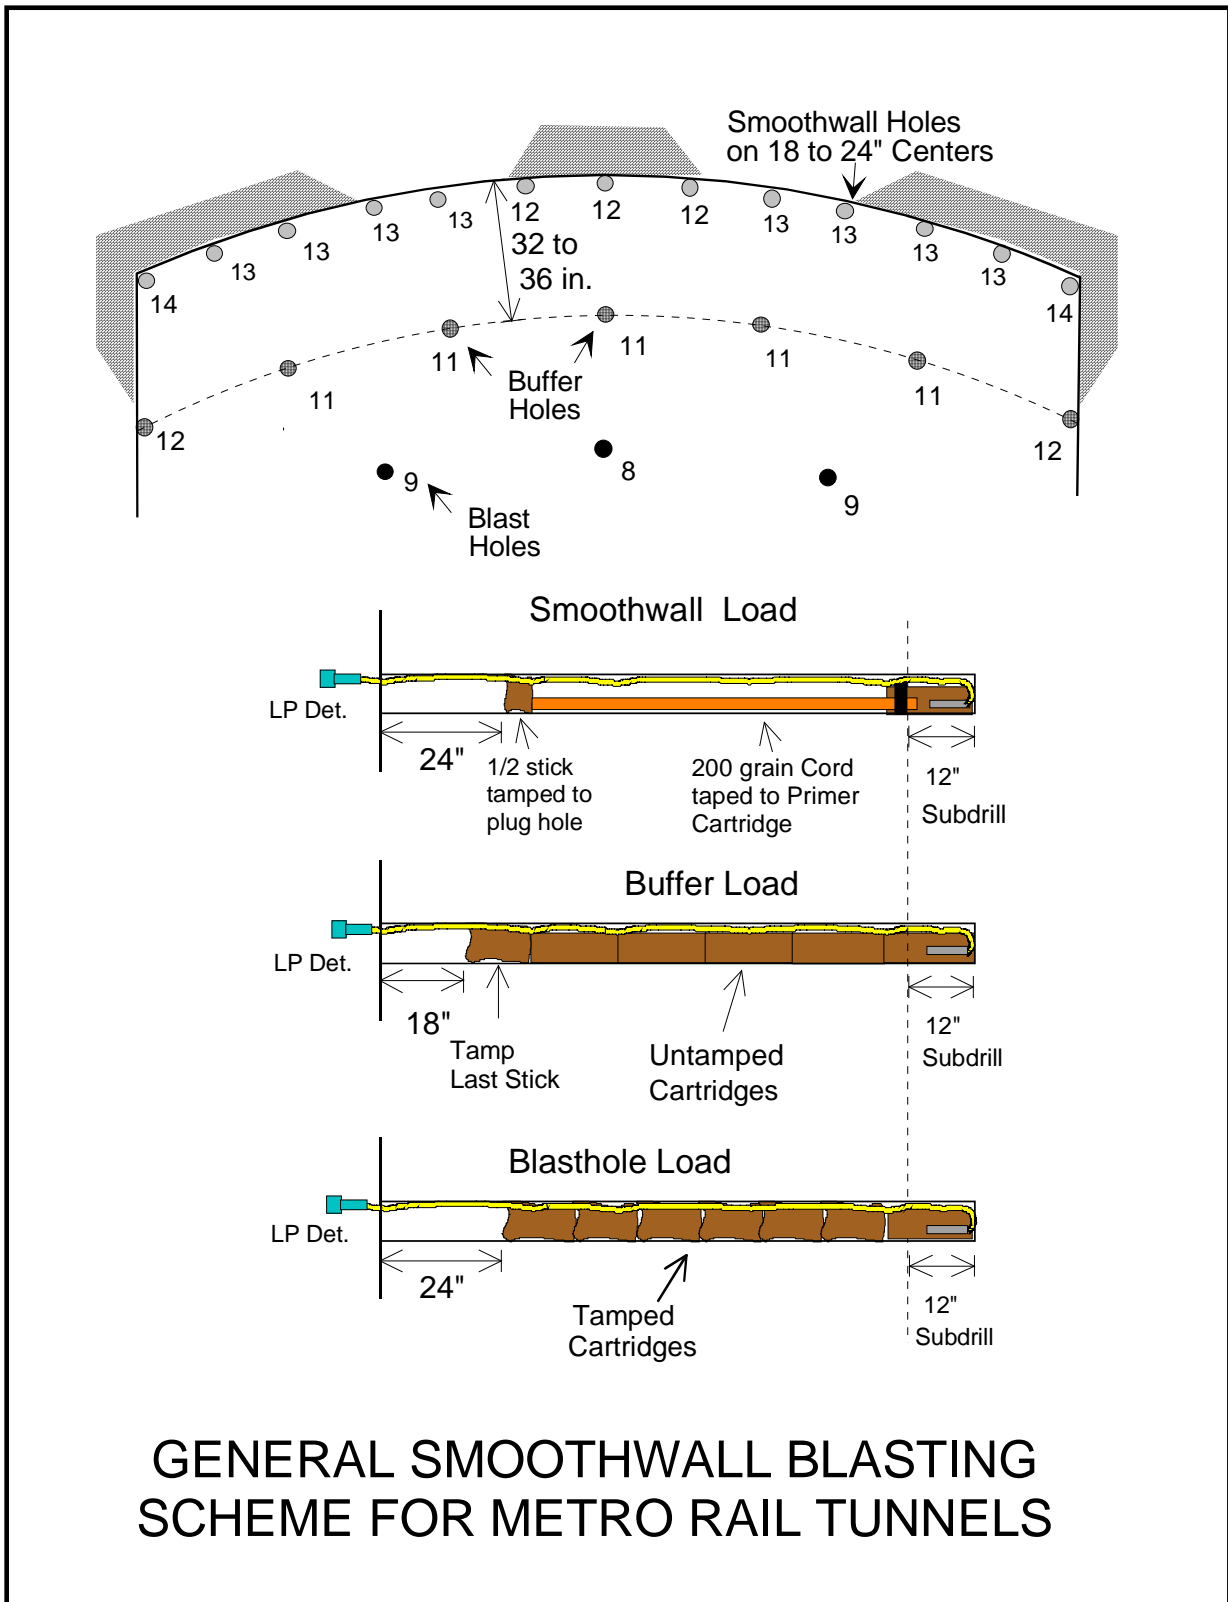 Smoothwall Holes
on 18 to 24" Centers
12
12
12
13
13
13
13
13
13
13
13
14
14
32 to
36 in.
11
11
11
11
11
12
12
Buffer
Holes
8
9
9
Blast
Holes
Smoothwall Load
LP Det.
24"
1/2 stick
tamped to
plug hole
200 grain Cord
taped to Primer
Cartridge
12"
Subdrill
Buffer Load
LP Det.
18"
Tamp
Last Stick
Untamped
Cartridges
12"
Subdrill
Blasthole Load
LP Det.
24"
Tamped
Cartridges
12"
Subdrill
GENERAL SMOOTHWALL BLASTING
SCHEME FOR METRO RAIL TUNNELS